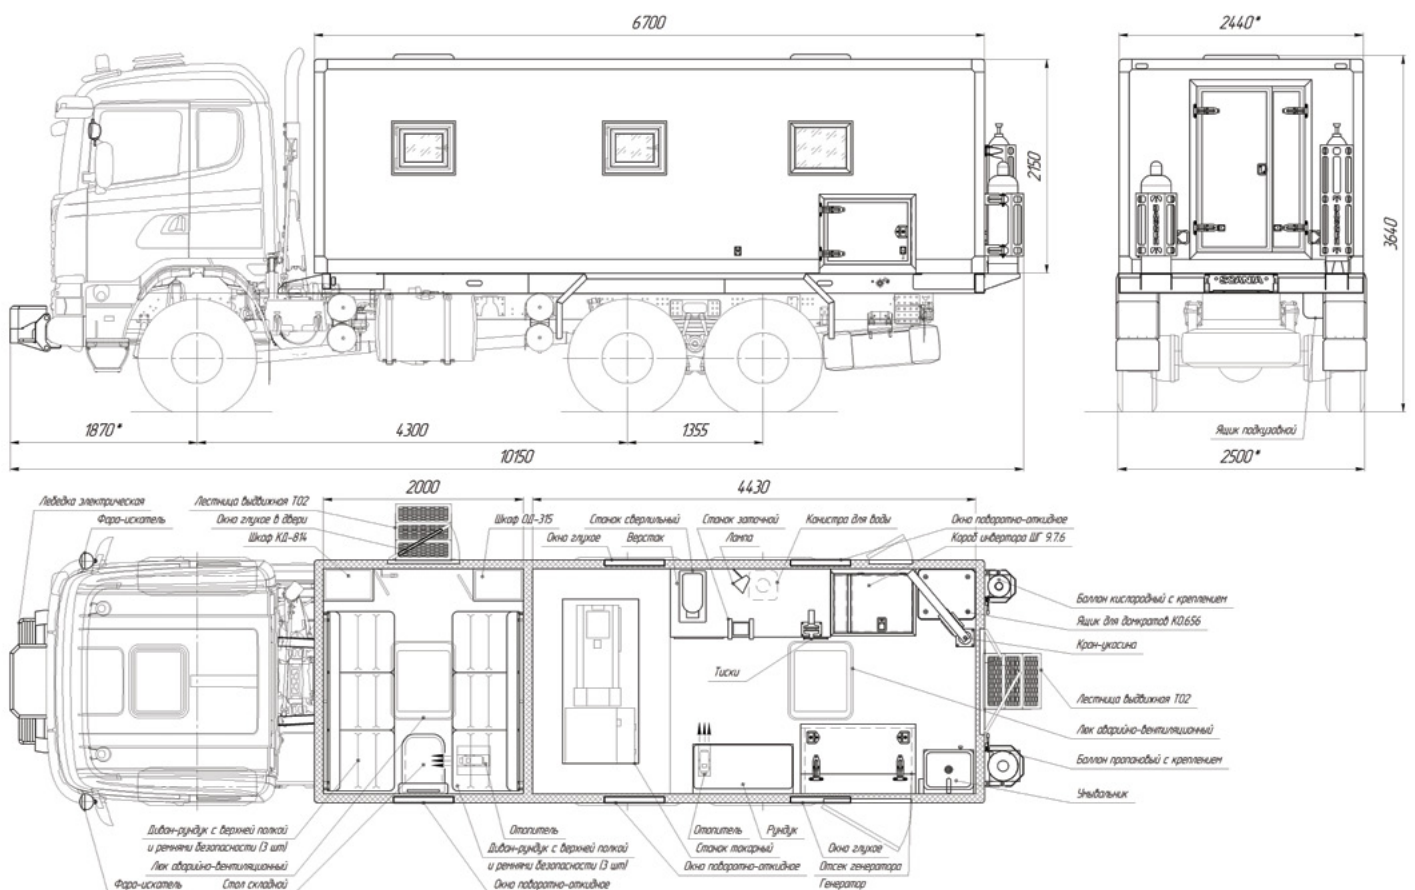 6700
2440*
2150
3640
SCANIA
1870*
4300
1355
10150
Ящик подкузовной
2500*
2000
4430
Лебедка электрическая
Фара-искатель
Лестница выдвижная Т02
Окно глухое в двери
Шкаф КД-814
Шкаф ОД-315
Станок сверлильный
Окно глухое
Верстак
Станок заточной
Лампа
Канистра для воды
Окно поворотно-откидное
Короб инвертора ШГ 9.7.6
Баллон кислородный с креплением
Ящик для домкратов К0.656
Кран-укосина
Тиски
Лестница выдвижная Т02
Люк аварийно-вентиляционный
Баллон пропановый с креплением
Умывальник
Диван-рундук с верхней полкой
и ремнями безопасности (3 шт)
Люк аварийно-вентиляционный
Фара-искатель
Стол складной
Отопитель
Диван-рундук с верхней полкой
и ремнями безопасности (3 шт)
Окно поворотно-откидное
Отопитель
Рундук
Станок токарный
Окно поворотно-откидное
Окно глухое
Отсек генератора
Генератор